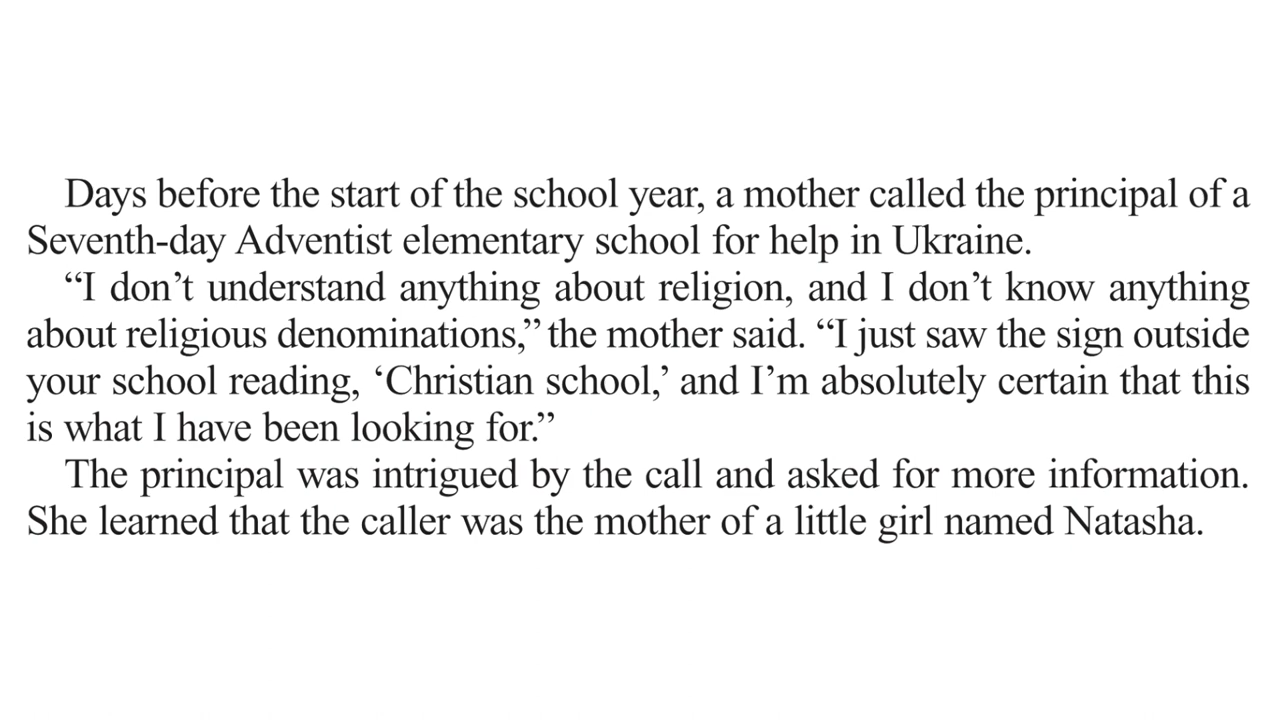 Days before the start of the school year, a mother called the principal of a
Seventh-day Adventist elementary school for help in Ukraine.
“I don’t understand anything about religion, and I don’t know anything
about religious denominations,” the mother said. “I just saw the sign outside
your school reading, ‘Christian school,’ and I’m absolutely certain that this
is what I have been looking for.”
The principal was intrigued by the call and asked for more information.
She learned that the caller was the mother of a little girl named Natasha.